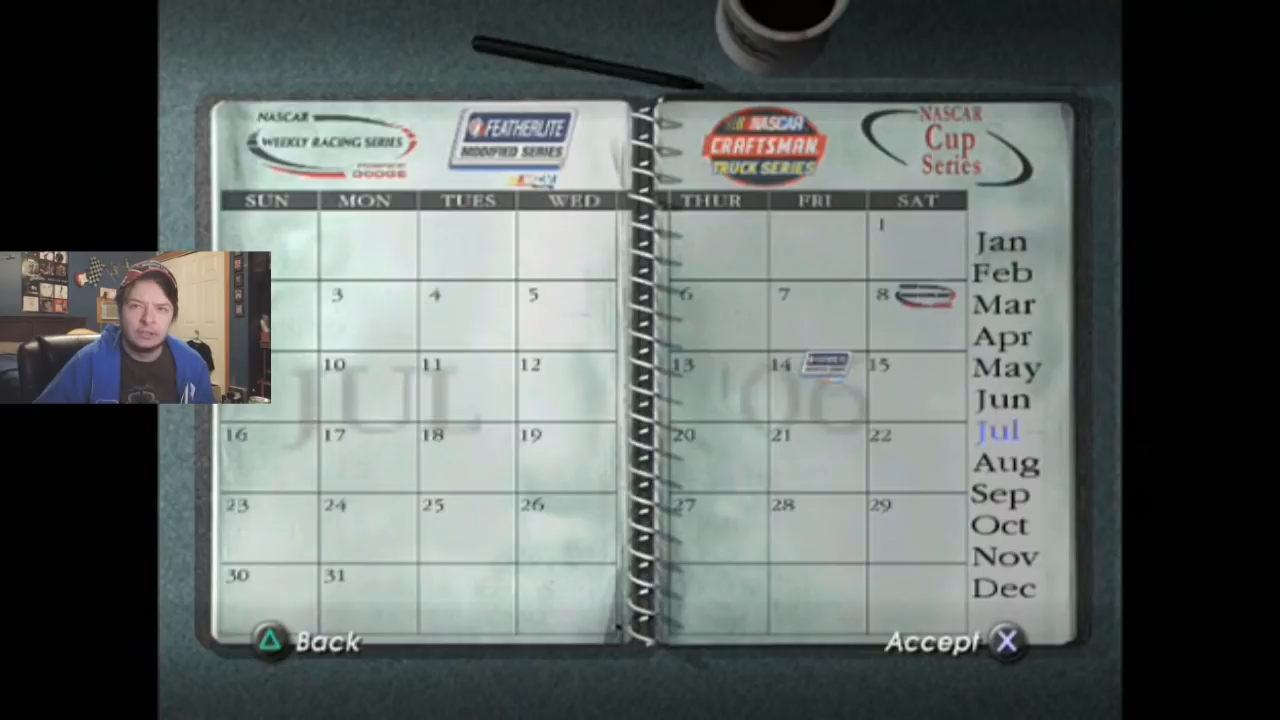 NASCAR
WEEKLY RACING SERIES
DODGE
FEATHERLITE
MODIFIED SERIES
NASCAR
CRAFTSMAN
TRUCK SERIES
NASCAR
Cup
Series
SUN MON TUES WED THUR FRI SAT
1
3 4 5 6 7 8
10 11 12 13 14 15
JUL '06
16 17 18 19 20 21 22
23 24 25 26 27 28 29
30 31
Jan
Feb
Mar
Apr
May
Jun
Jul
Aug
Sep
Oct
Nov
Dec
Back
Accept X